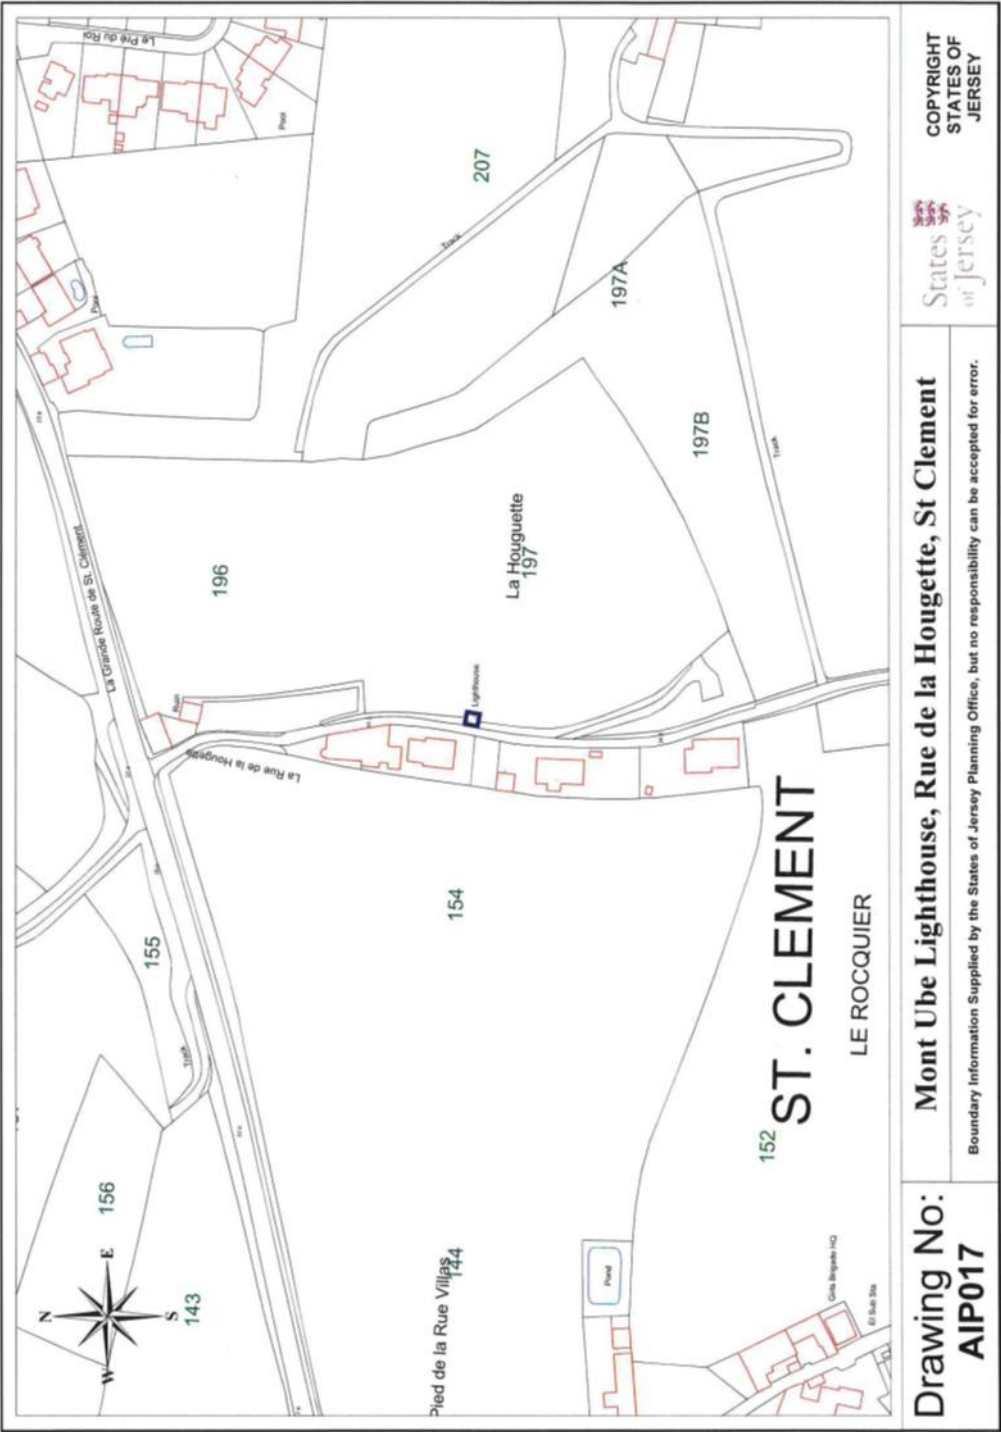 Le Pré du Roi
Pool
Pool
207
Track
197A
197B
Track
La Grande Route de St. Clément
196
La Houguette
197
Ruin
Lighthouse
La Rue de la Hougette
154
155
Track
156
N
E
S
W
143
Pied de la Rue Villas
144
Pond
152
ST. CLEMENT
LE ROCQUIER
Girls Brigade HQ
El Sub Sta
Drawing No:
AIP017
Mont Ube Lighthouse, Rue de la Hougette, St Clement
Boundary Information Supplied by the States of Jersey Planning Office, but no responsibility can be accepted for error.
States
of Jersey
COPYRIGHT
STATES OF
JERSEY